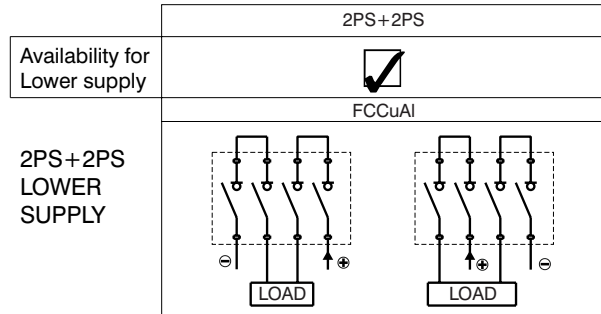 2PS+2PS
Availability for
Lower supply
FCCuAl
2PS+2PS
LOWER
SUPPLY
⊖ ⊕ ⊕ ⊖
LOAD LOAD